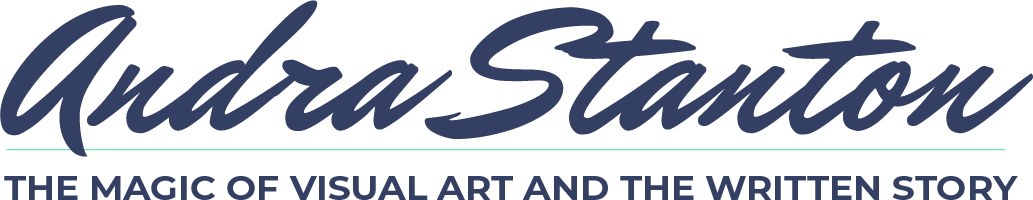 Andra Stanton
THE MAGIC OF VISUAL ART AND THE WRITTEN STORY